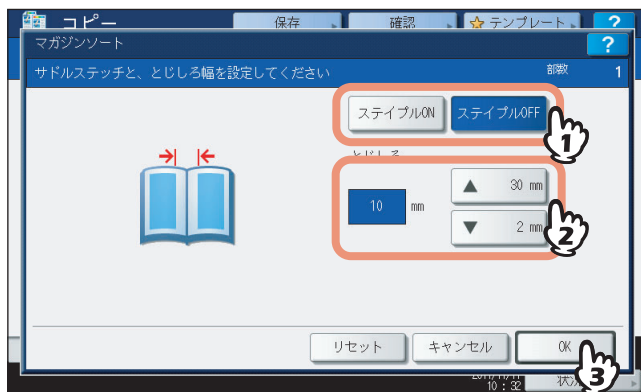 コピー 保存 確認 テンプレート ?
マガジンソート ?
サドルステッチと、とじしろ幅を設定してください 部数 1
ステイプルON ステイプルOFF
1
とじしろ
10 mm ▲ 30 mm
▼ 2 mm
2
リセット キャンセル OK
3
10:32 状況